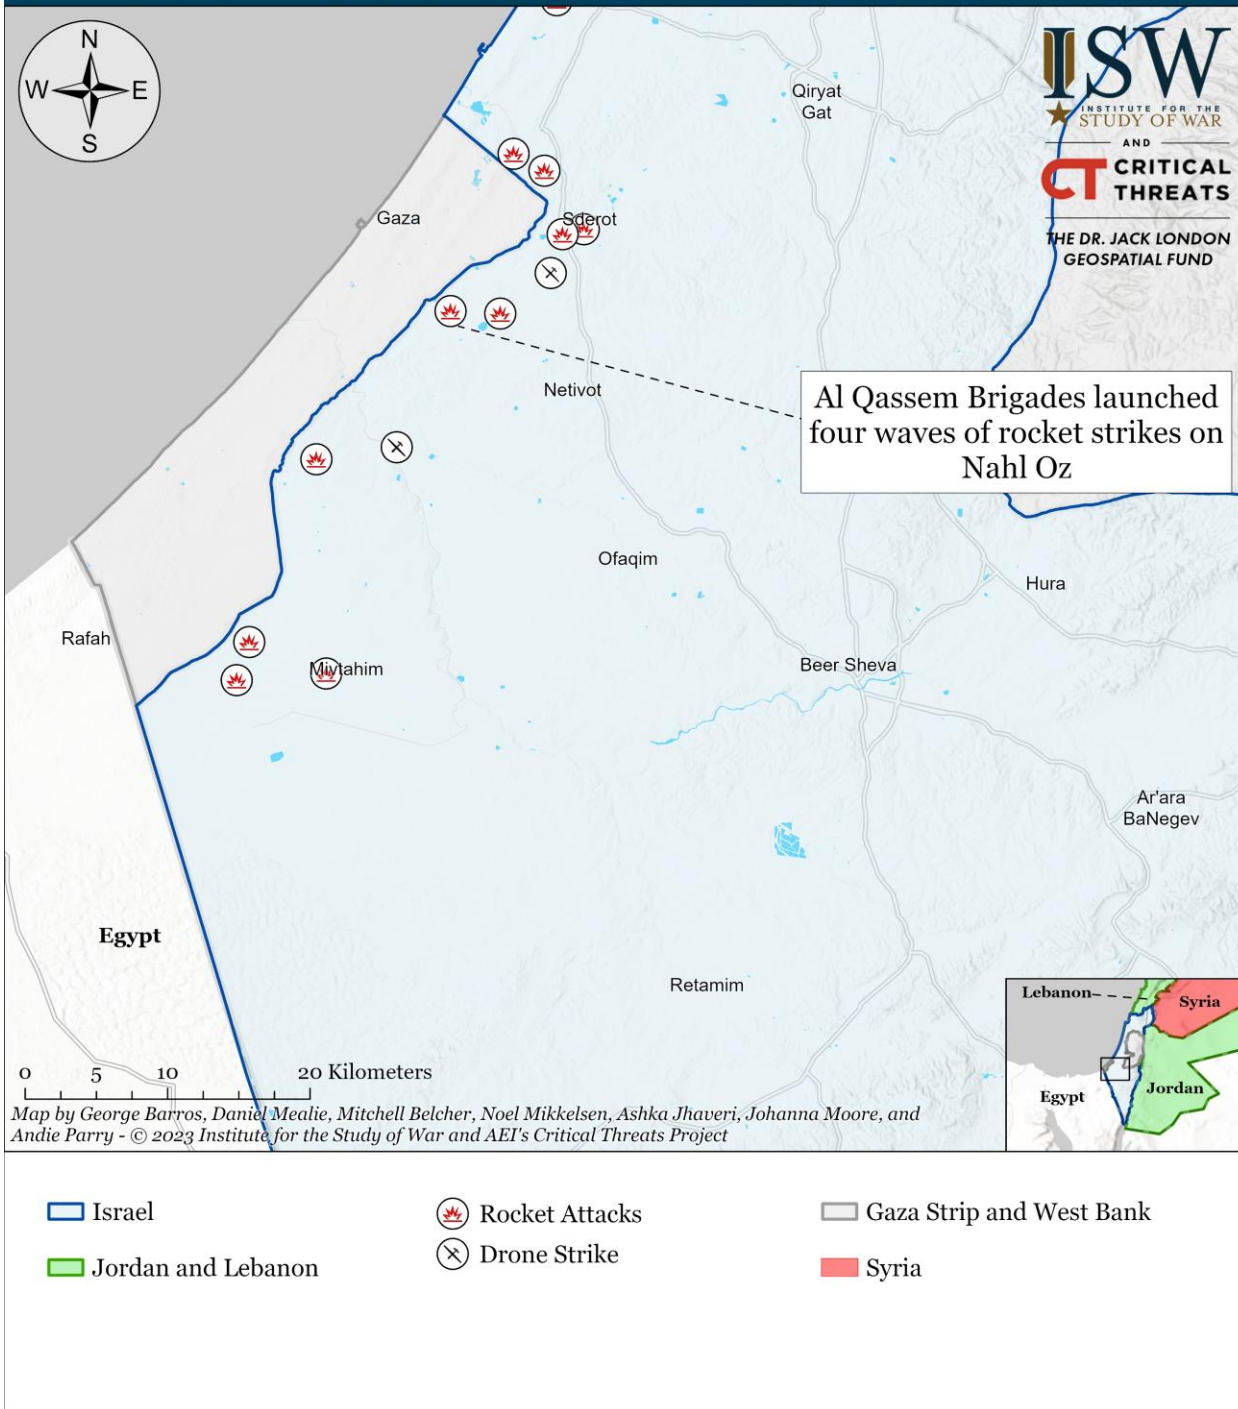 N
W
E
S
ISW
INSTITUTE FOR THE
STUDY OF WAR
AND
CT CRITICAL
THREATS
THE DR. JACK LONDON
GEOSPATIAL FUND
Qiryat
Gat
Gaza
Sderot
Netivot
Al Qassem Brigades launched
four waves of rocket strikes on
Nahl Oz
Ofaqim
Hura
Rafah
Mivtahim
Beer Sheva
Ar'ara
BaNegev
Egypt
Retamim
Lebanon
Syria
Egypt
Jordan
0 5 10 20 Kilometers
Map by George Barros, Daniel Mealie, Mitchell Belcher, Noel Mikkelsen, Ashka Jhaveri, Johanna Moore, and
Andie Parry - © 2023 Institute for the Study of War and AEI's Critical Threats Project
Israel
Rocket Attacks
Gaza Strip and West Bank
Drone Strike
Jordan and Lebanon
Syria